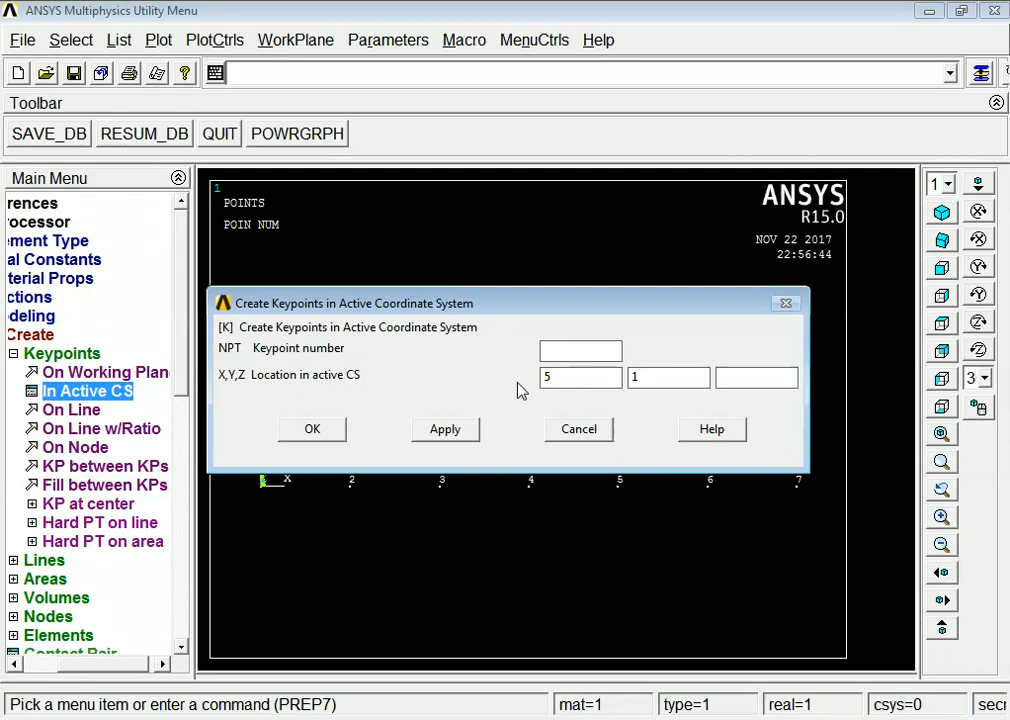 ANSYS Multiphysics Utility Menu
File Select List Plot PlotCtrls WorkPlane Parameters Macro MenuCtrls Help
Toolbar
SAVE_DB RESUM_DB QUIT POWRGRPH
Main Menu
rences
rocessor
ement Type
al Constants
terial Props
ctions
deling
Create
Keypoints
On Working Plan
In Active CS
On Line
On Line w/Ratio
On Node
KP between KPs
Fill between KPs
KP at center
Hard PT on line
Hard PT on area
Lines
Areas
Volumes
Nodes
Elements
Contact Pair
1
POINTS
POIN NUM
ANSYS
R15.0
NOV 22 2017
22:56:44
Create Keypoints in Active Coordinate System
[K] Create Keypoints in Active Coordinate System
NPT Keypoint number
X,Y,Z Location in active CS 5 1
OK Apply Cancel Help
X 2 3 4 5 6 7
1
3
Pick a menu item or enter a command (PREP7) mat=1 type=1 real=1 csys=0 secr